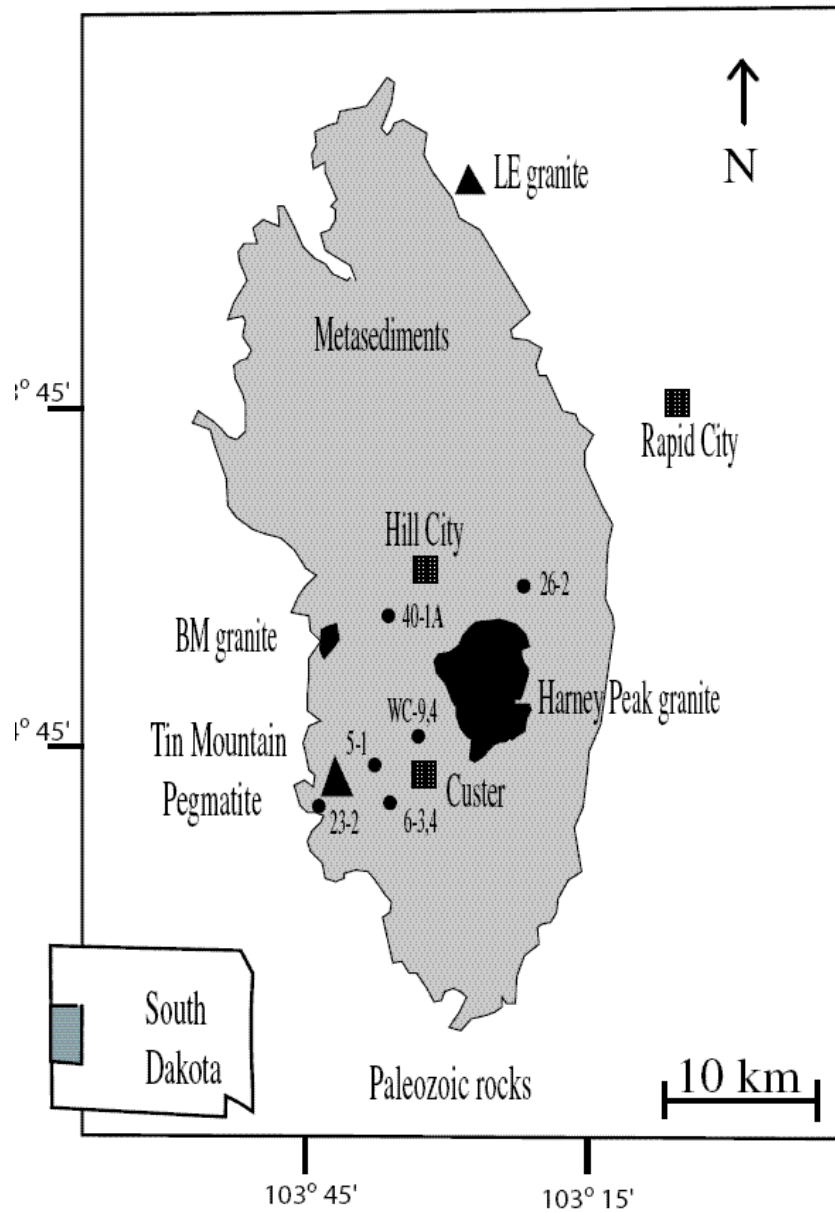 LE granite
N
Metasediments
3° 45'
Rapid City
Hill City
26-2
40-1A
BM granite
Harney Peak granite
WC-9,4
4° 45'
Tin Mountain
Pegmatite
5-1
Custer
23-2
6-3,4
South
Dakota
Paleozoic rocks
10 km
103° 45'
103° 15'